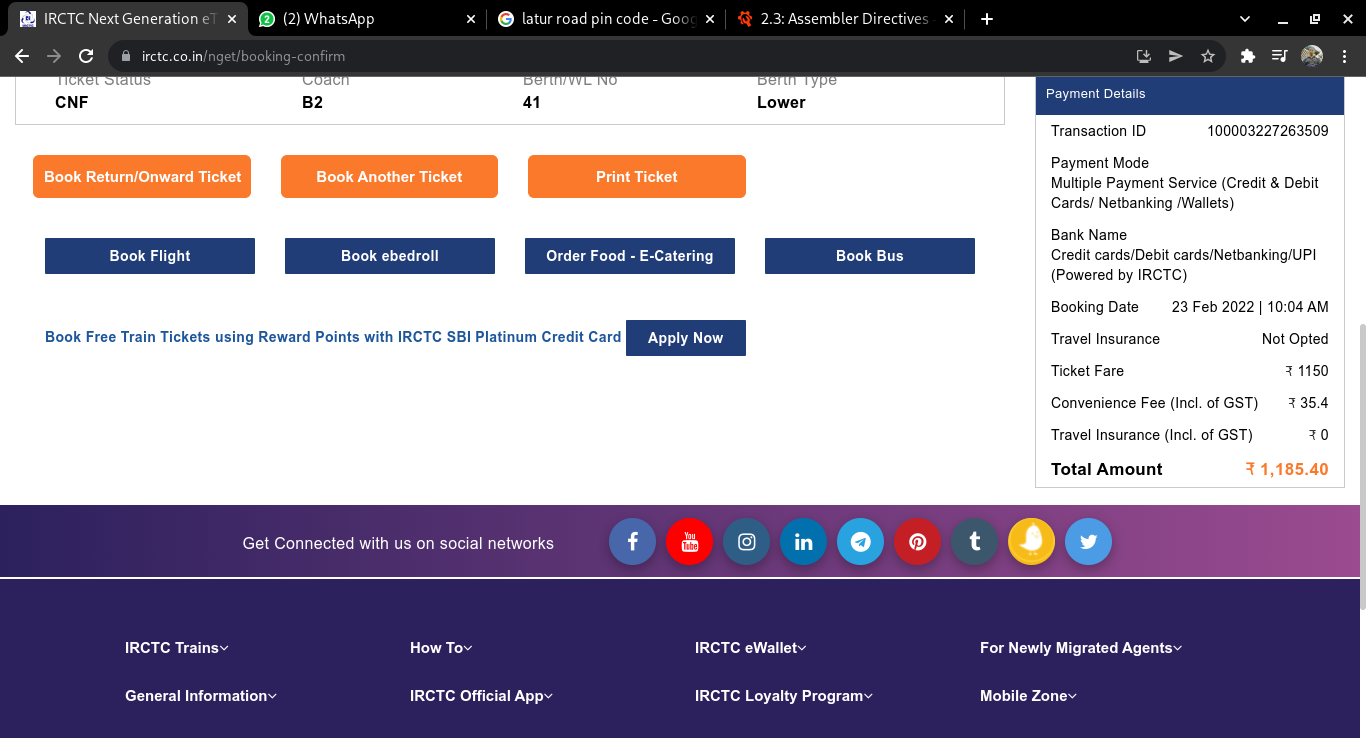 IRCTC Next Generation eT
(2) WhatsApp
latur road pin code - Goog
2.3: Assembler Directives -
irctc.co.in/nget/booking-confirm
Ticket Status Coach Berth/WL No Berth Type
CNF B2 41 Lower
Book Return/Onward Ticket Book Another Ticket Print Ticket
Book Flight Book ebedroll Order Food - E-Catering Book Bus
Book Free Train Tickets using Reward Points with IRCTC SBI Platinum Credit Card Apply Now
Payment Details
Transaction ID 100003227263509
Payment Mode
Multiple Payment Service (Credit & Debit
Cards/ Netbanking /Wallets)
Bank Name
Credit cards/Debit cards/Netbanking/UPI
(Powered by IRCTC)
Booking Date 23 Feb 2022 | 10:04 AM
Travel Insurance Not Opted
Ticket Fare ₹ 1150
Convenience Fee (Incl. of GST) ₹ 35.4
Travel Insurance (Incl. of GST) ₹ 0
Total Amount ₹ 1,185.40
Get Connected with us on social networks
You Tube
IRCTC Trains How To IRCTC eWallet For Newly Migrated Agents
General Information IRCTC Official App IRCTC Loyalty Program Mobile Zone